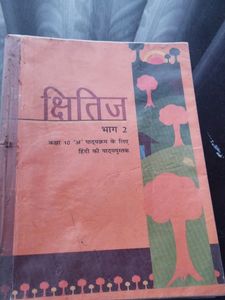 क्षितिज
भाग 2
कक्षा 10 'अ' पाठ्यक्रम के लिए
हिंदी की पाठ्यपुस्तक